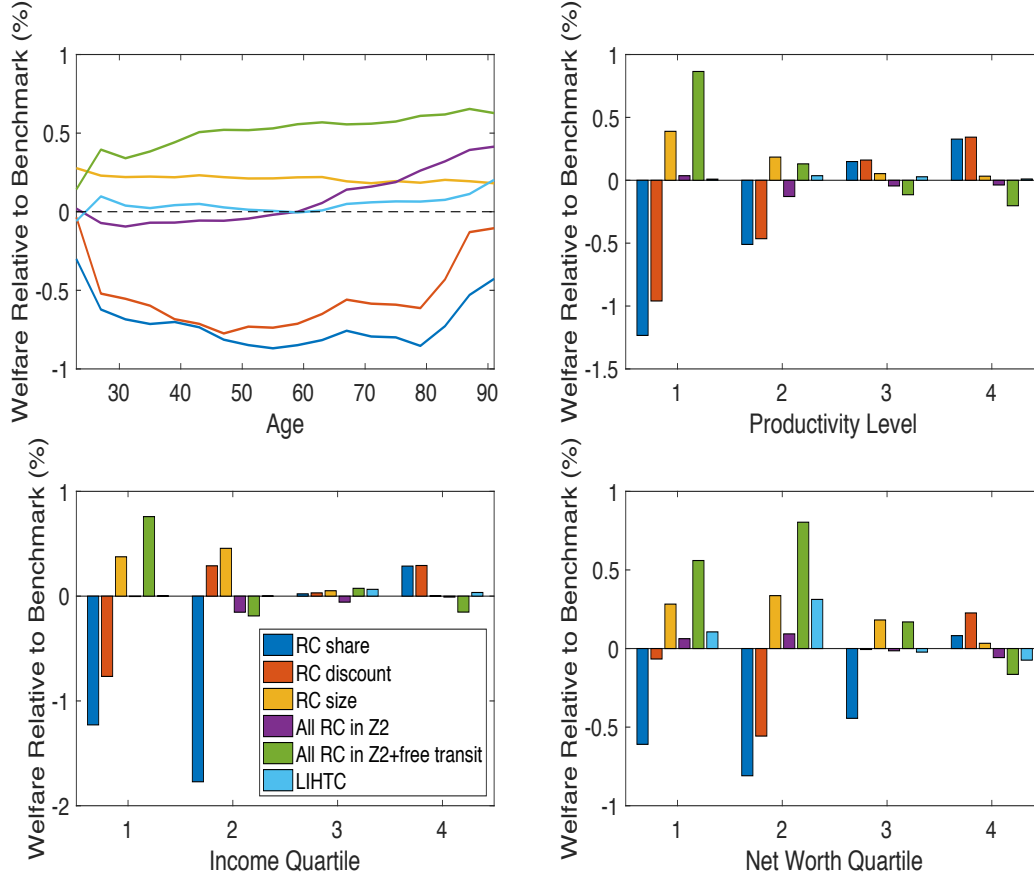 Welfare Relative to Benchmark (%)
1
0.5
0
-0.5
-1
30 40 50 60 70 80 90
Age
Welfare Relative to Benchmark (%)
1
0.5
0
-0.5
-1
-1.5
1 2 3 4
Productivity Level
Welfare Relative to Benchmark (%)
1
0
-1
-2
RC share
RC discount
RC size
All RC in Z2
All RC in Z2+free transit
LIHTC
1 2 3 4
Income Quartile
Welfare Relative to Benchmark (%)
1
0.5
0
-0.5
-1
1 2 3 4
Net Worth Quartile